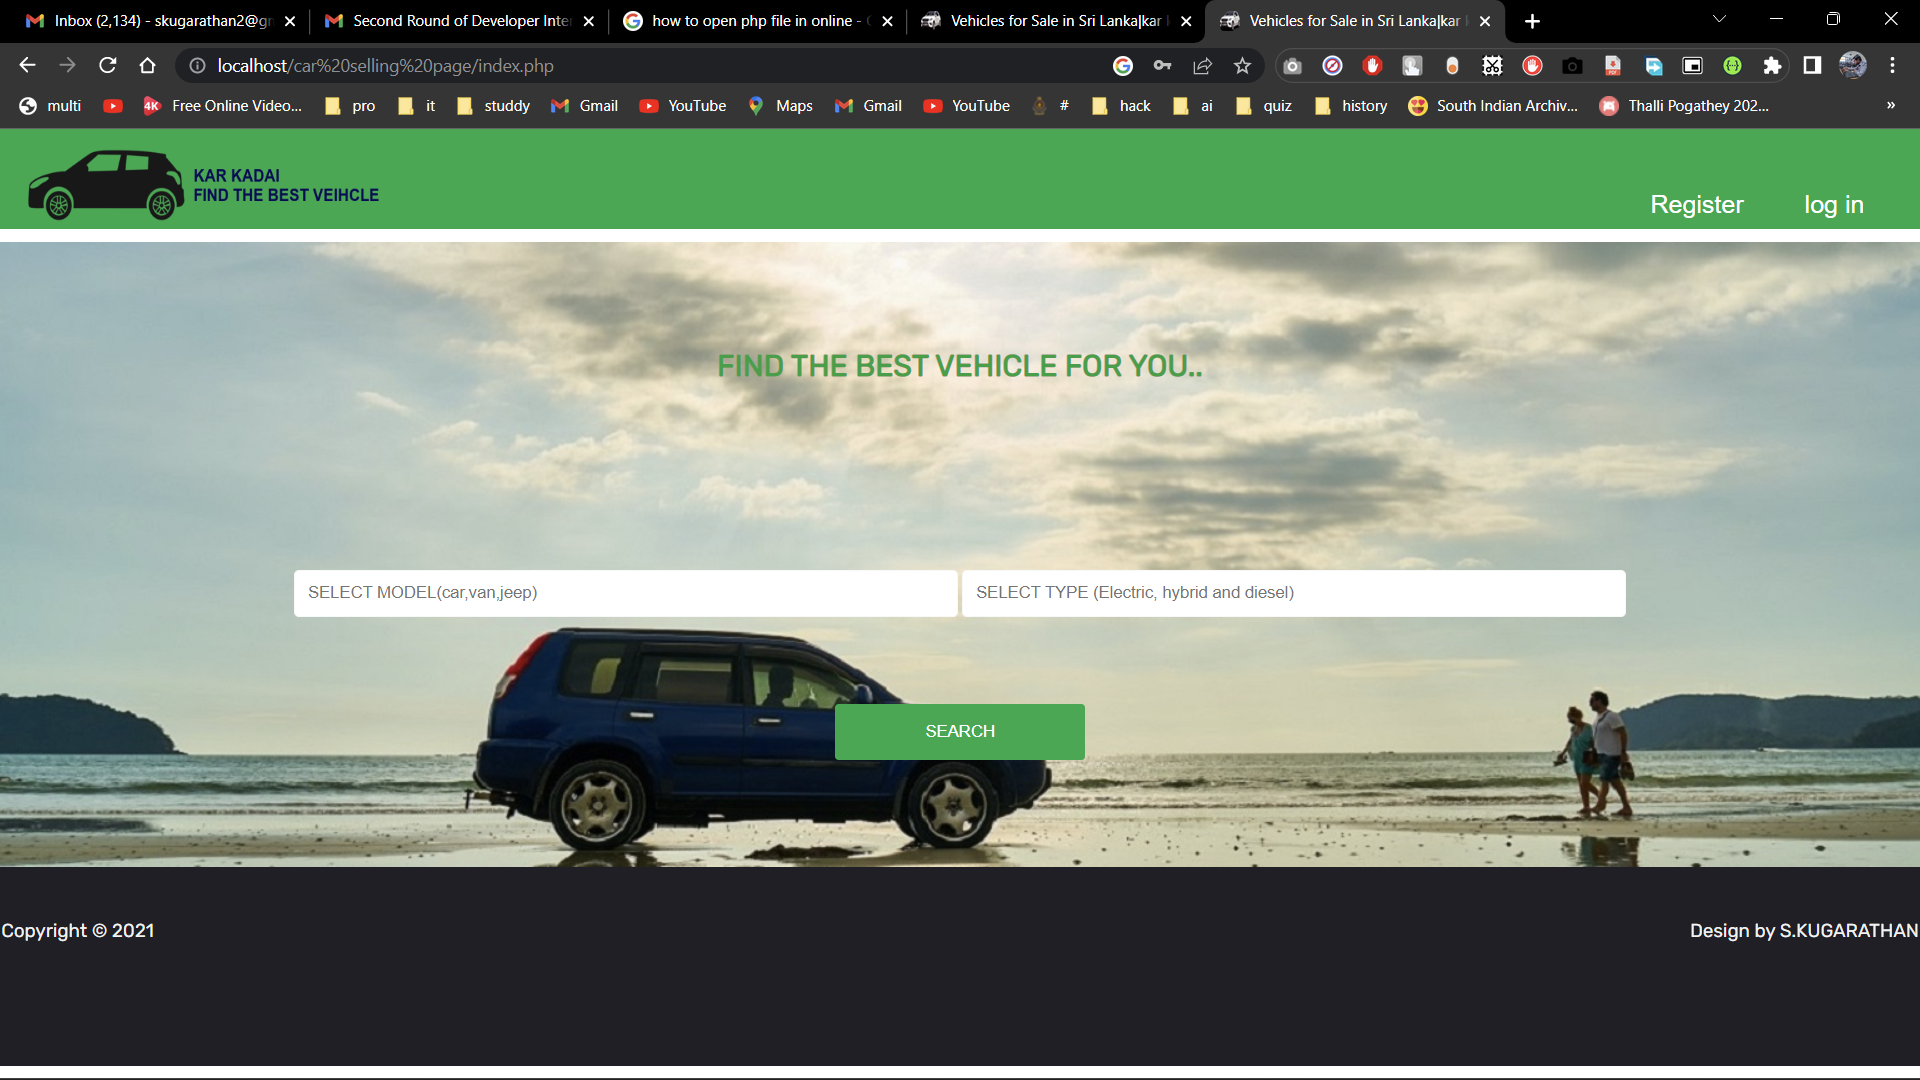 Inbox (2,134) - skugarathan2@gm
Second Round of Developer Inte
how to open php file in online - G
Vehicles for Sale in Sri Lanka|kar
Vehicles for Sale in Sri Lanka|kar
localhost/car%20selling%20page/index.php
multi
4K Free Online Video...
pro
it
studdy
Gmail
YouTube
Maps
Gmail
YouTube
#
hack
ai
quiz
history
South Indian Archiv...
Thalli Pogathey 202...
»
KAR KADAI
FIND THE BEST VEIHCLE
Register
log in
FIND THE BEST VEHICLE FOR YOU..
SELECT MODEL(car,van,jeep)
SELECT TYPE (Electric, hybrid and diesel)
SEARCH
Copyright © 2021
Design by S.KUGARATHAN